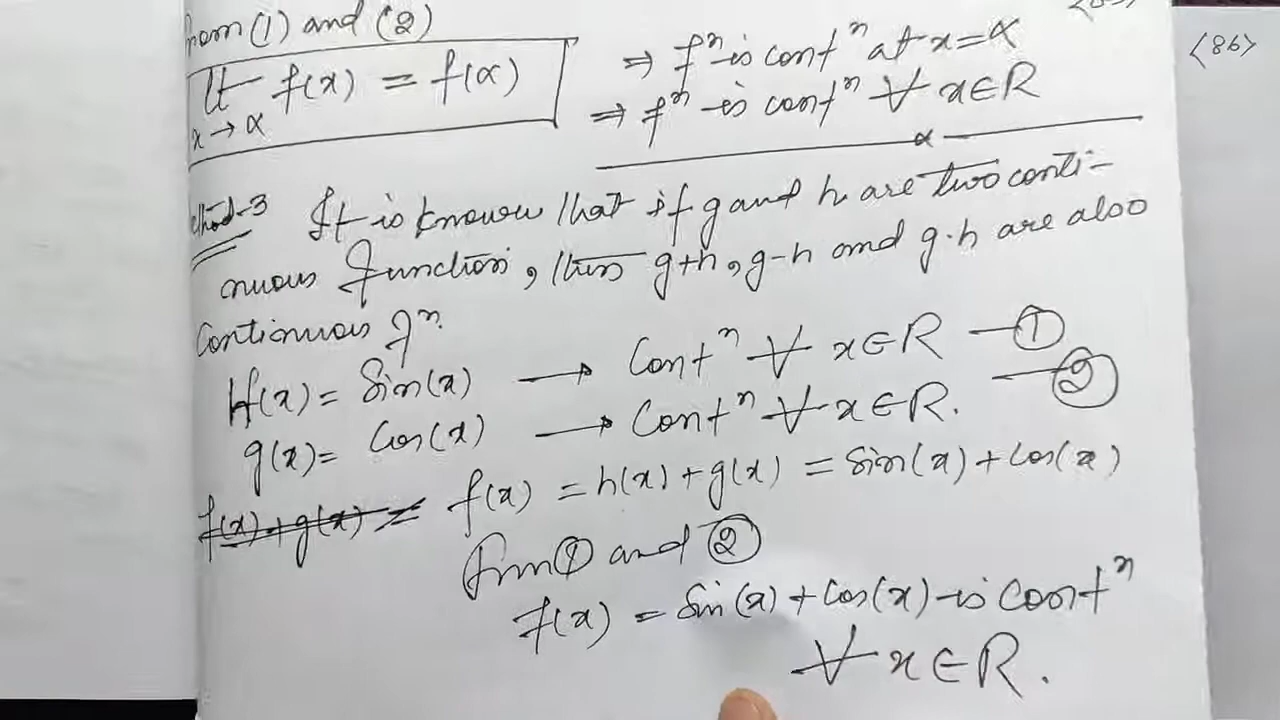 from (1) and (2)
lt f(x) = f(α)
x→α
⇒ fⁿ is contⁿ at x=α
⇒ fⁿ is contⁿ ∀ x∈R
<86>
Method-3 It is known that if g and h are two conti-
nuous function, then g+h, g-h and g·h are also
continuous fⁿ.
H(x) = Sin(x) → Contⁿ ∀ x∈R — ①
g(x) = Cos(x) → Contⁿ ∀ x∈R. — ②
f(x) = h(x) + g(x) = Sin(x) + Cos(x)
from ① and ②
f(x) = Sin(x) + Cos(x) is contⁿ
∀ x∈R.